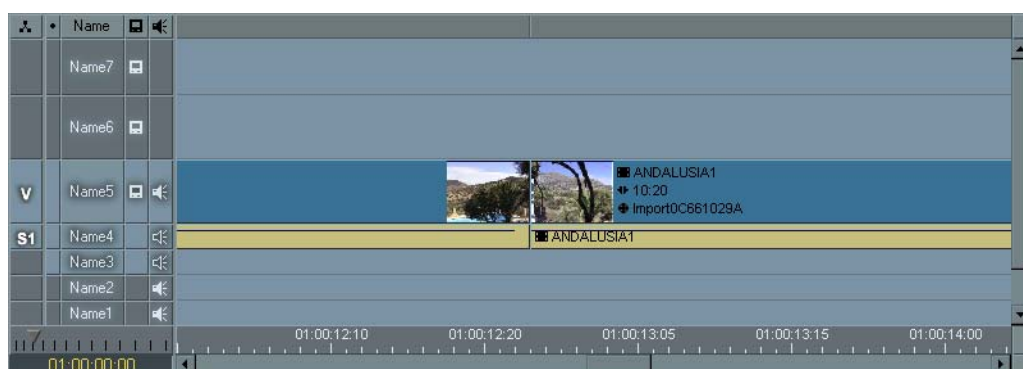 Name
Name7
Name6
V Name5 ANDALUSIA1
10:20
Import0C661029A
S1 Name4 ANDALUSIA1
Name3
Name2
Name1
01:00:12:10 01:00:12:20 01:00:13:05 01:00:13:15 01:00:14:00
01:00:00:00